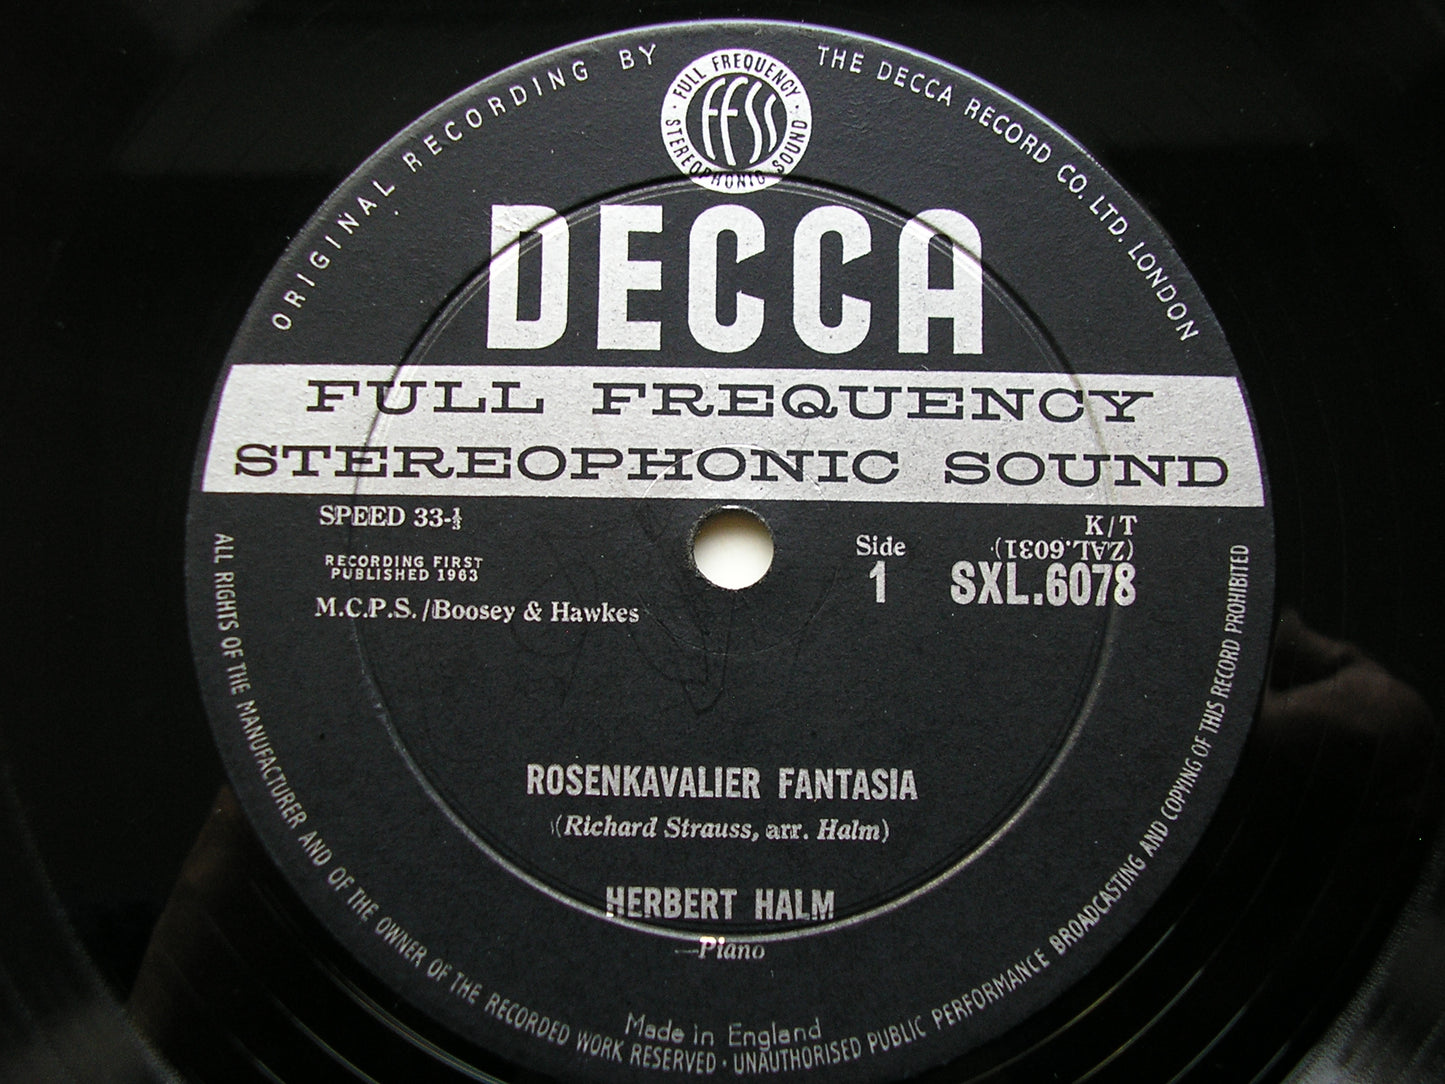 ORIGINAL RECORDING BY THE DECCA RECORD CO. LTD. LONDON
· FULL FREQUENCY · STEREOPHONIC SOUND
ffss
DECCA
FULL FREQUENCY
STEREOPHONIC SOUND
SPEED 33-⅓
RECORDING FIRST
PUBLISHED 1963
M.C.P.S./Boosey & Hawkes
Side
1
K/T
(ZAL.6031)
SXL.6078
ROSENKAVALIER FANTASIA
(Richard Strauss, arr. Halm)
HERBERT HALM
—Piano
Made in England
ALL RIGHTS OF THE MANUFACTURER AND OF THE OWNER OF THE RECORDED WORK RESERVED · UNAUTHORISED PUBLIC PERFORMANCE BROADCASTING AND COPYING OF THIS RECORD PROHIBITED